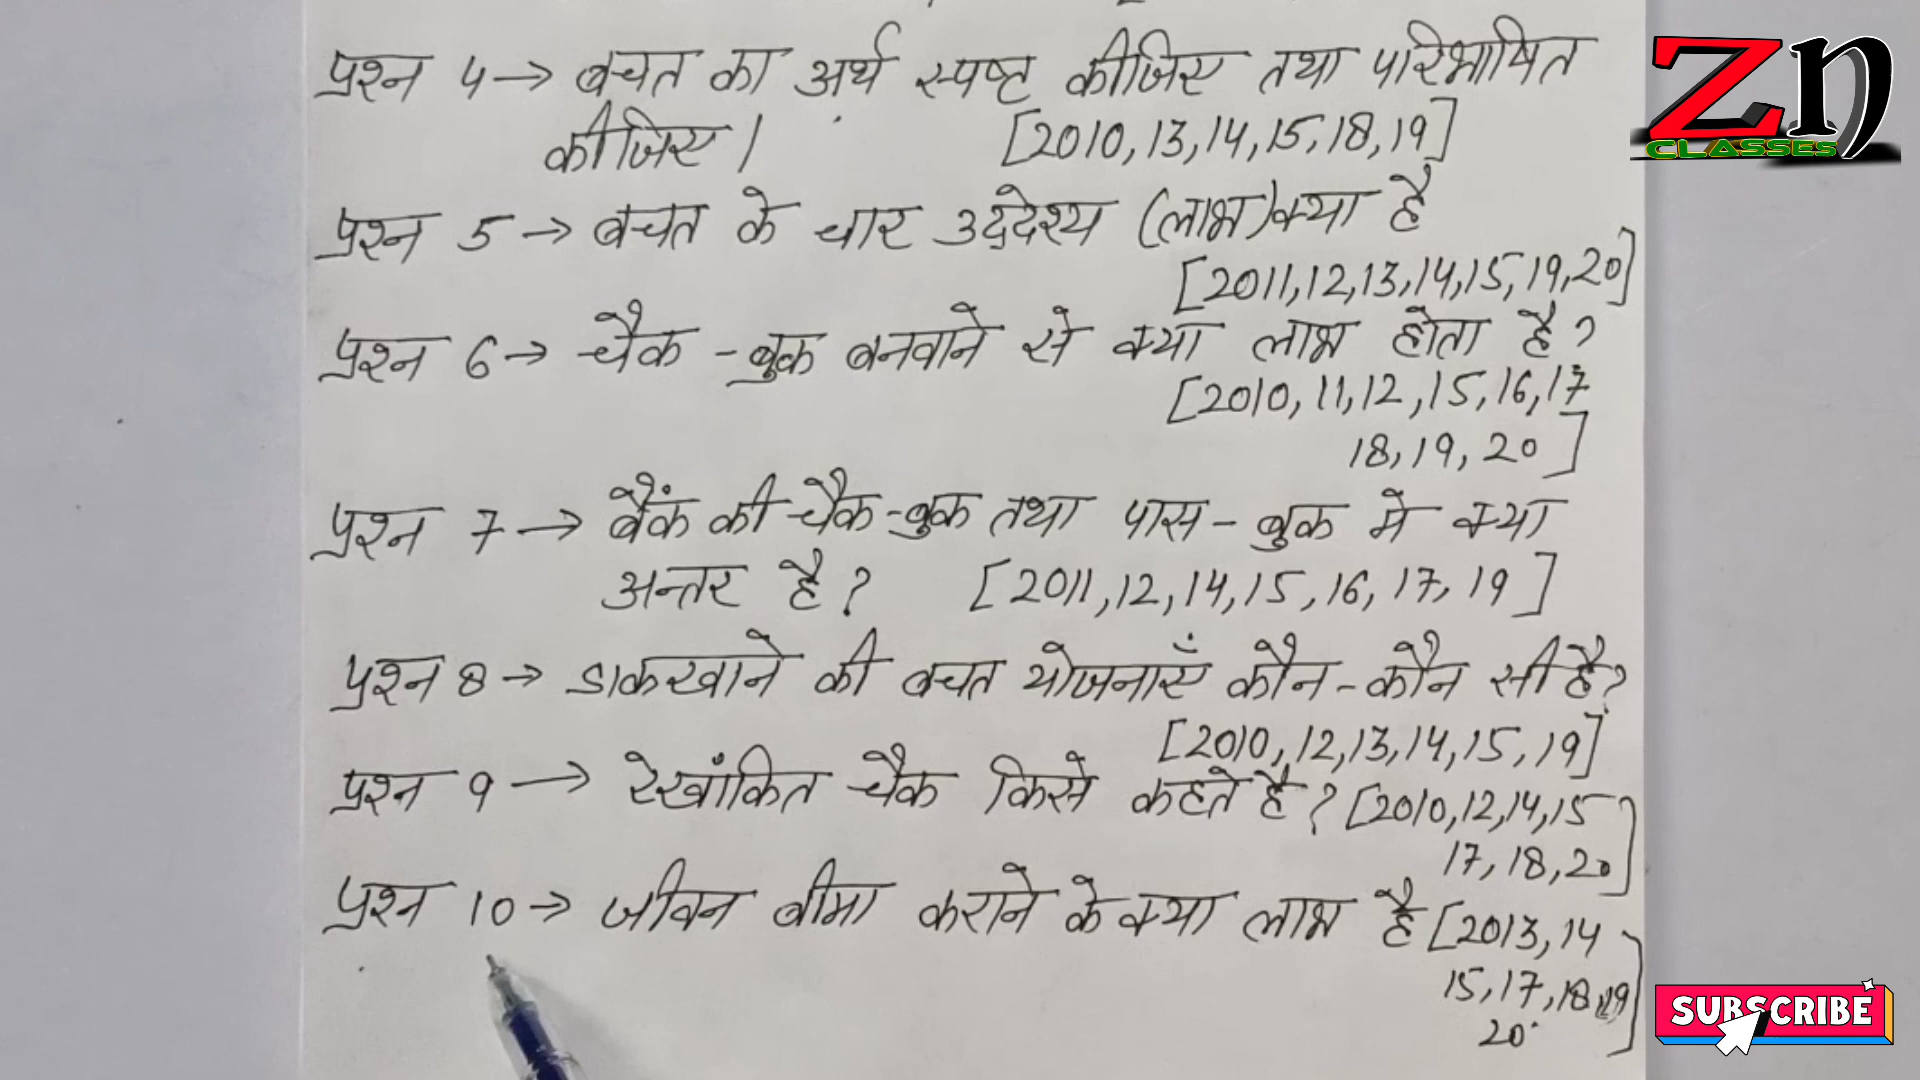 प्रश्न 4 → बचत का अर्थ स्पष्ट कीजिए तथा परिभाषित
कीजिए। [2010, 13, 14, 15, 18, 19]
प्रश्न 5 → बचत के चार उद्देश्य (लाभ) क्या है
[2011, 12, 13, 14, 15, 19, 20]
प्रश्न 6 → चैक - बुक बनवाने से क्या लाभ होता है?
[2010, 11, 12, 15, 16, 17
18, 19, 20]
प्रश्न 7 → बैंक की चैक-बुक तथा पास - बुक मे क्या
अन्तर है? [2011, 12, 14, 15, 16, 17, 19]
प्रश्न 8 → डाकखाने की बचत योजनाएँ कौन-कौन सी है?
[2010, 12, 13, 14, 15, 19]
प्रश्न 9 → रेखांकित चैक किसे कहते है? [2010, 12, 14, 15
17, 18, 20]
प्रश्न 10 → जीवन बीमा कराने के क्या लाभ है [2013, 14
15, 17, 18, 19
20]
Zn
CLASSES
SUBSCRIBE